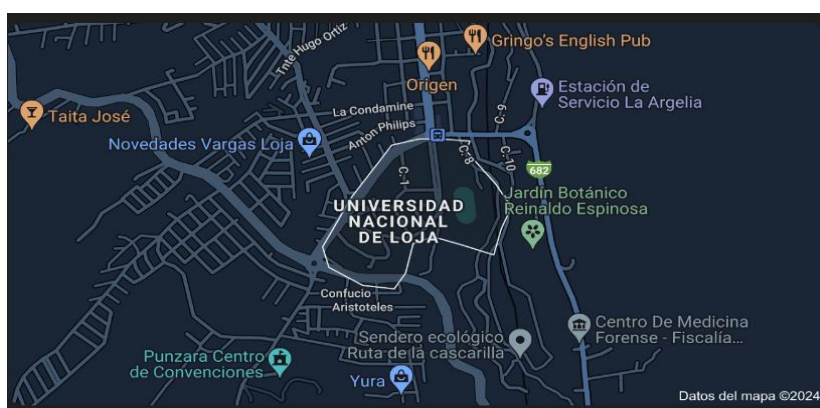 Gringo's English Pub
Tnte Hugo Ortiz
Origen
Estación de
Servicio La Argelia
Taita José
La Condamine
C. 9
Anton Philips
Novedades Vargas Loja
C. 8
C. 10
682
C. 1
Jardín Botánico
Reinaldo Espinosa
UNIVERSIDAD
NACIONAL
DE LOJA
Confucio
Aristoteles
Centro De Medicina
Forense - Fiscalía...
Sendero ecológico
Ruta de la cascarilla
Punzara Centro
de Convenciones
Yura
Datos del mapa ©2024